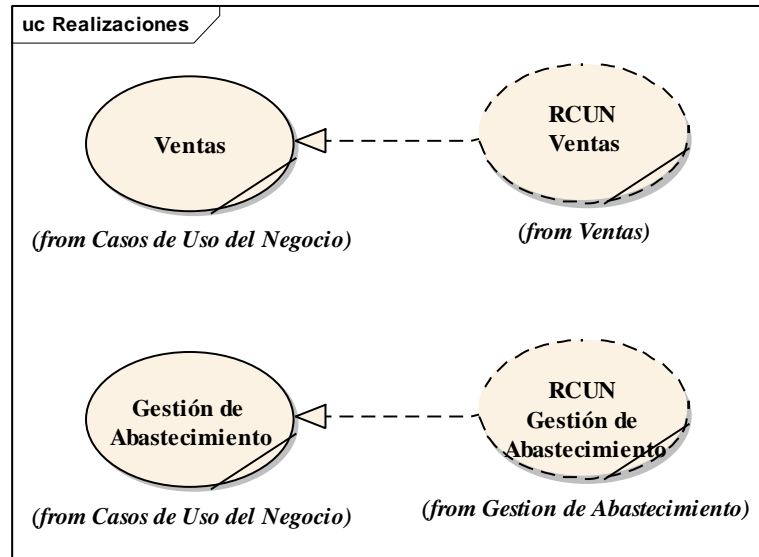 uc Realizaciones
Ventas
(from Casos de Uso del Negocio)
RCUN
Ventas
(from Ventas)
Gestión de
Abastecimiento
(from Casos de Uso del Negocio)
RCUN
Gestión de
Abastecimiento
(from Gestion de Abastecimiento)